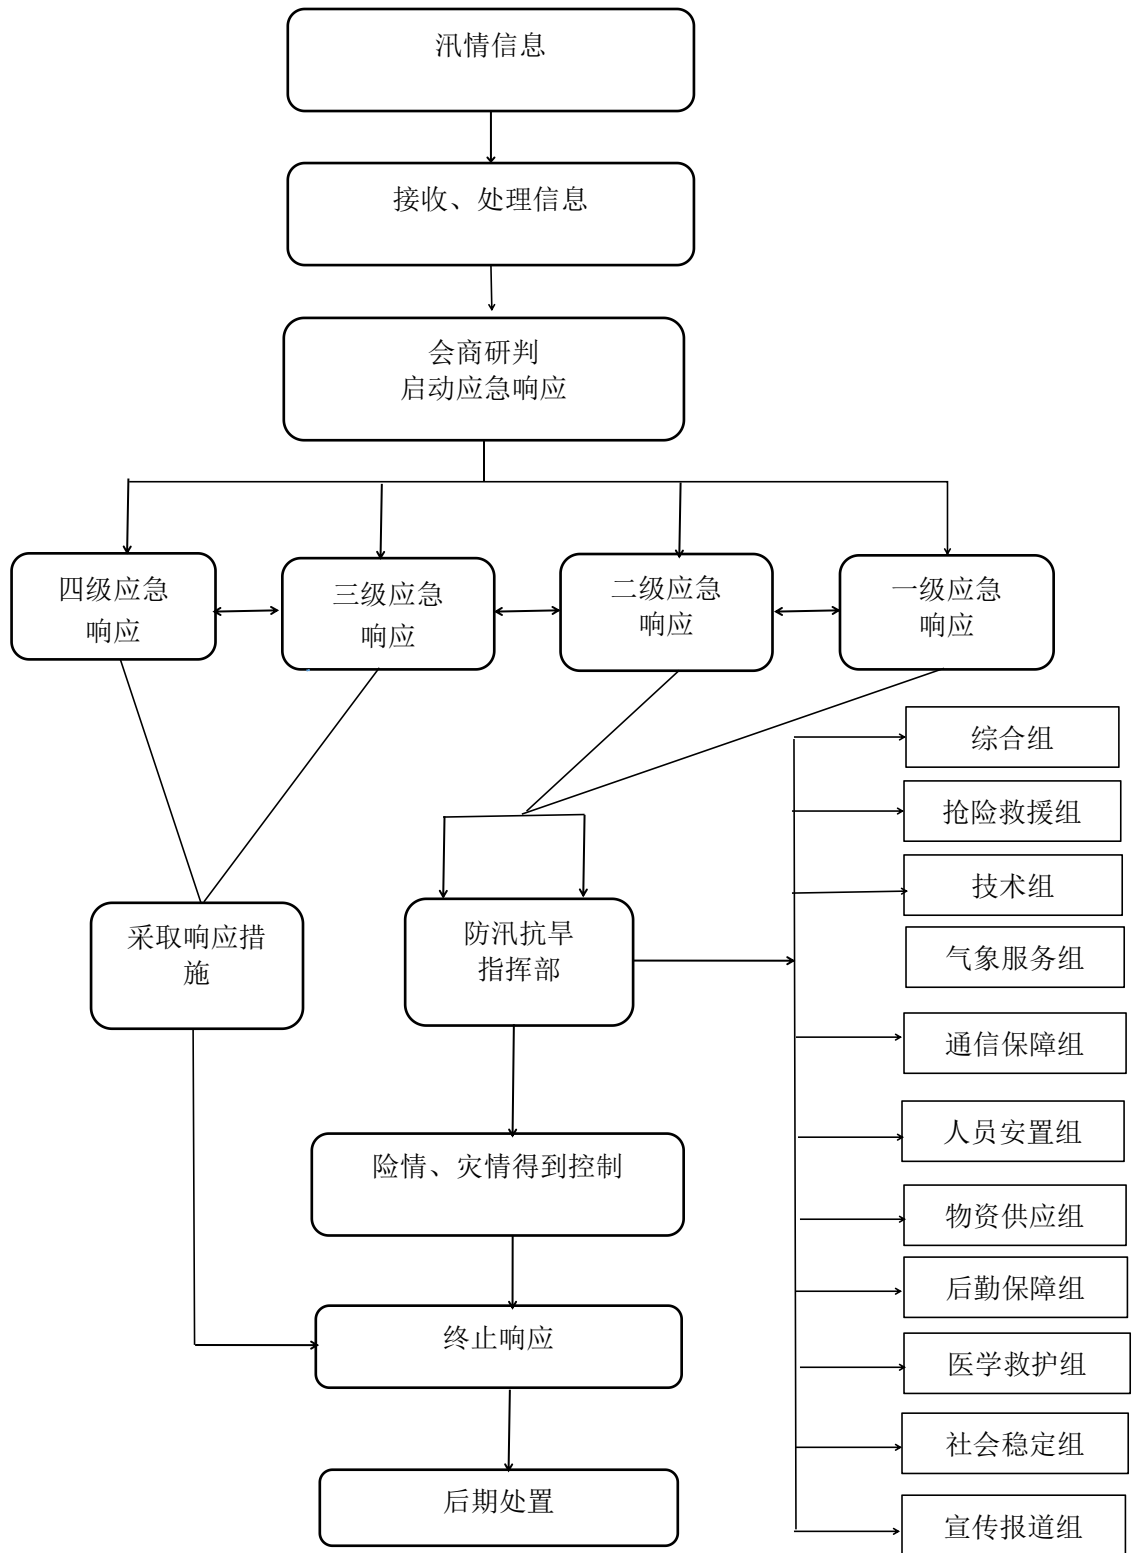 汛情信息
接收、处理信息
会商研判
启动应急响应
四级应急
响应
三级应急
响应
二级应急
响应
一级应急
响应
综合组
抢险救援组
技术组
气象服务组
通信保障组
人员安置组
物资供应组
后勤保障组
医学救护组
社会稳定组
宣传报道组
采取响应措
施
防汛抗旱
指挥部
险情、灾情得到控制
终止响应
后期处置